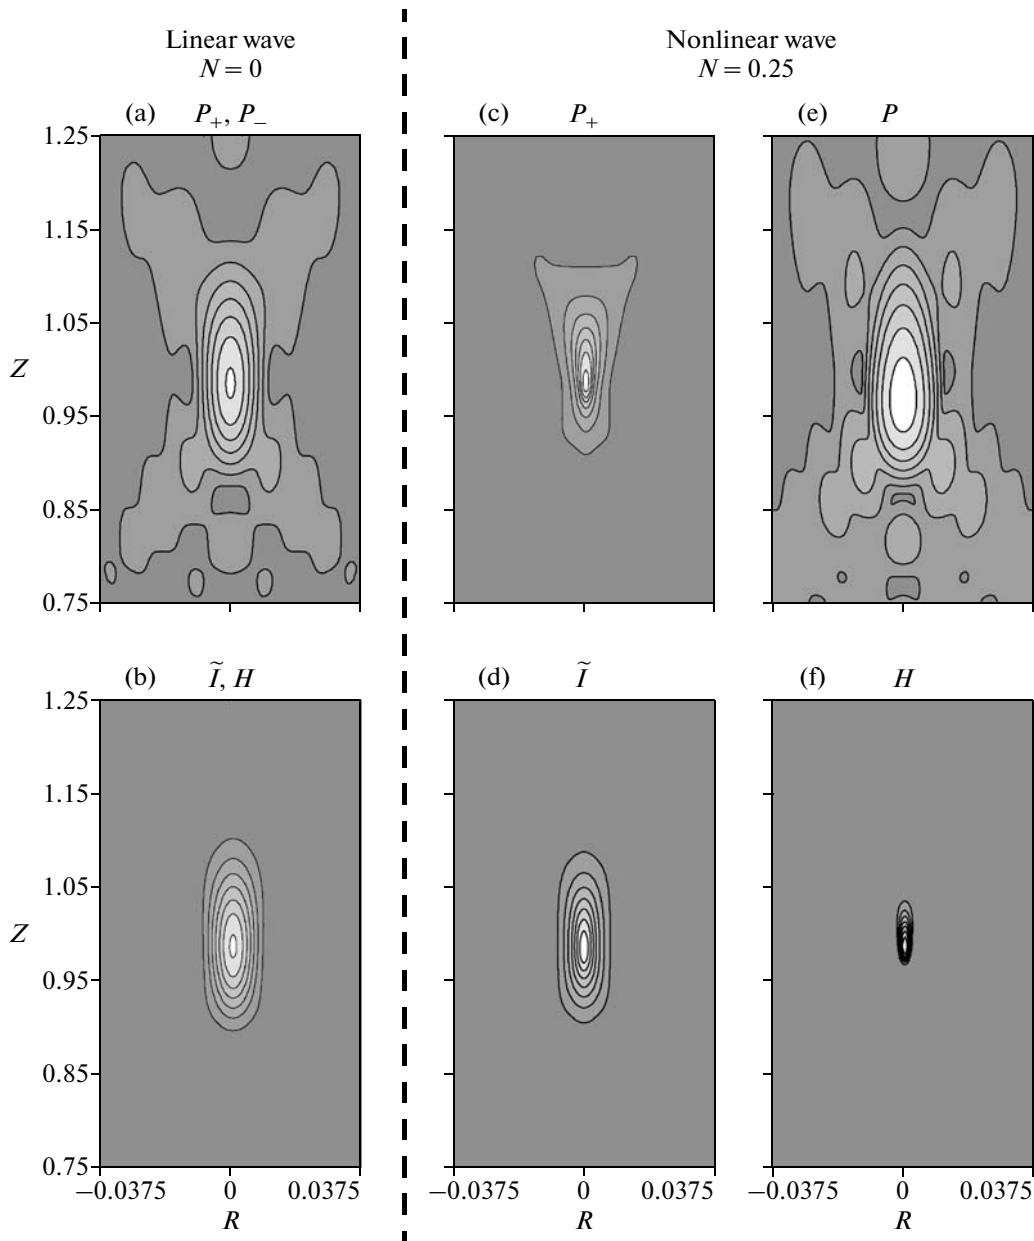 Linear wave
N = 0
Nonlinear wave
N = 0.25
(a) P₊, P₋
(c) P₊
(e) P
1.25
1.15
1.05
Z
0.95
0.85
0.75
(b) Ĩ, H
(d) Ĩ
(f) H
1.25
1.15
1.05
Z
0.95
0.85
0.75
−0.0375 0 0.0375
R
−0.0375 0 0.0375
R
−0.0375 0 0.0375
R